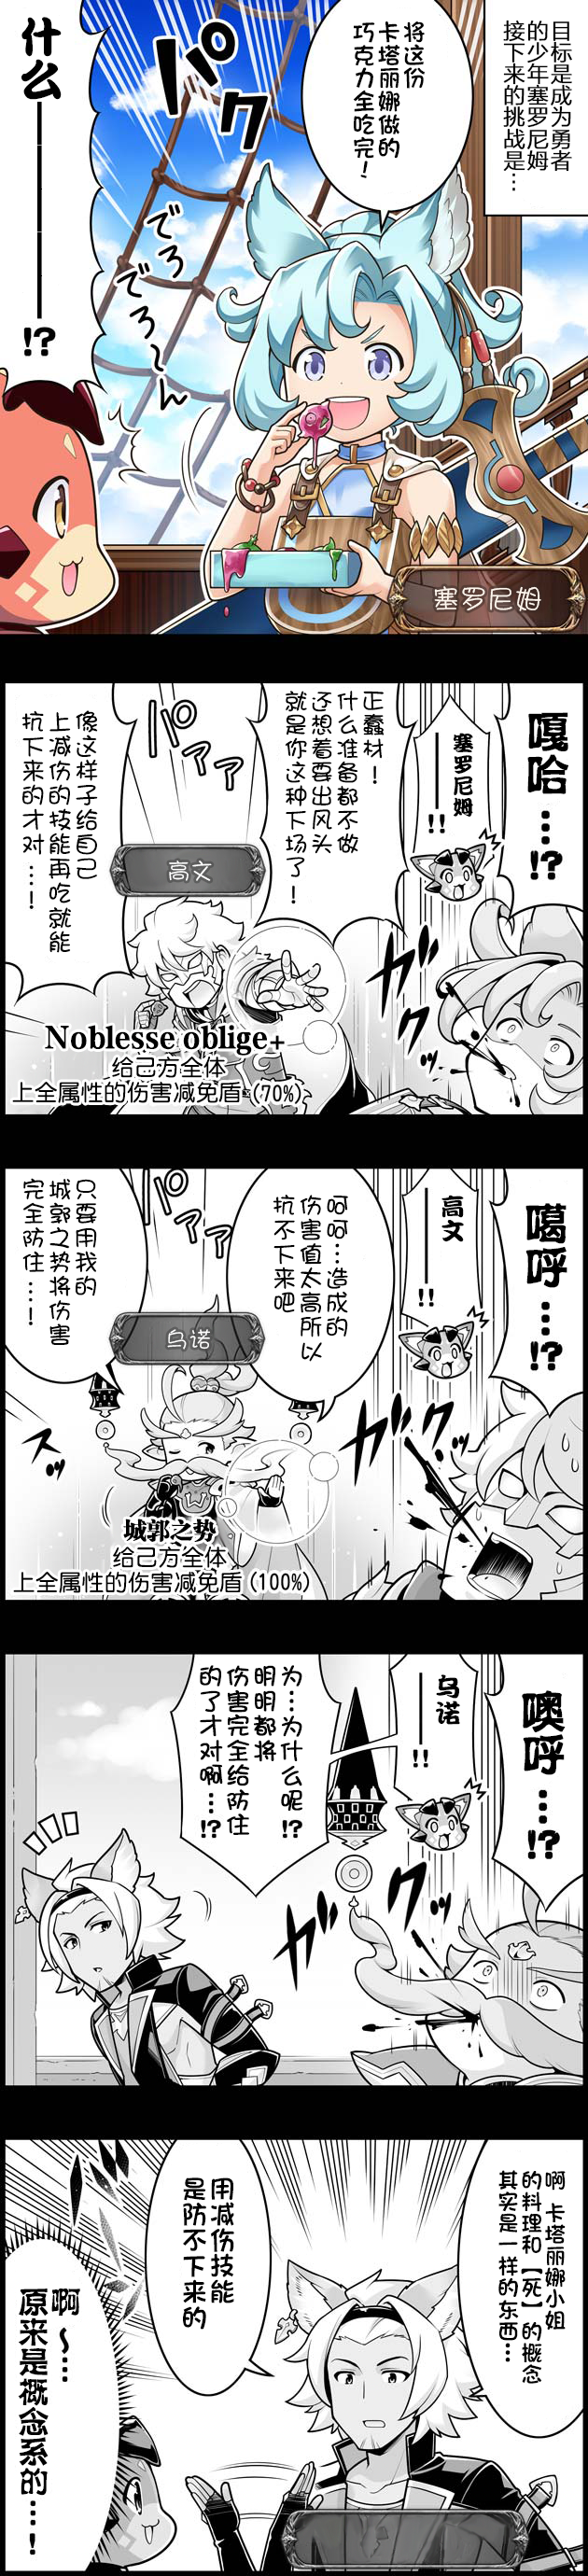 目标是成为勇者
的少年塞罗尼姆
接下来的挑战是…
将这份
卡塔丽娜做的
巧克力全吃完!
パク
でろ
でろ〜ん
什么——!?
塞罗尼姆
嘎哈…!?
塞罗尼姆
——!!
ガクッ
正蠢材!
什么准备都不做
还想着要出风头
就是你这种下场了!
パァァ
高文
像这样子给自己
上减伤的技能再吃就能
抗下来的才对…!
Noblesse oblige+
给己方全体
上全属性的伤害减免盾(70%)
噶呼…!?
高文
——!!
ガクッ
呵呵…造成的
伤害值太高所以
抗不下来吧
パァァ
乌诺
只要用我的
城郭之势将伤害
完全防住…!
スッ
城郭之势
给己方全体
上全属性的伤害减免盾(100%)
噢呼…!?
乌诺
——!!
ガクッ
为…为什么呢!?
明明都将
伤害完全给防住
的了才对啊…!?
啊 卡塔丽娜小姐
的料理和【死】的概念
其实是一样的东西…
用减伤技能
是防不下来的
啊~…
原来是概念系的…!